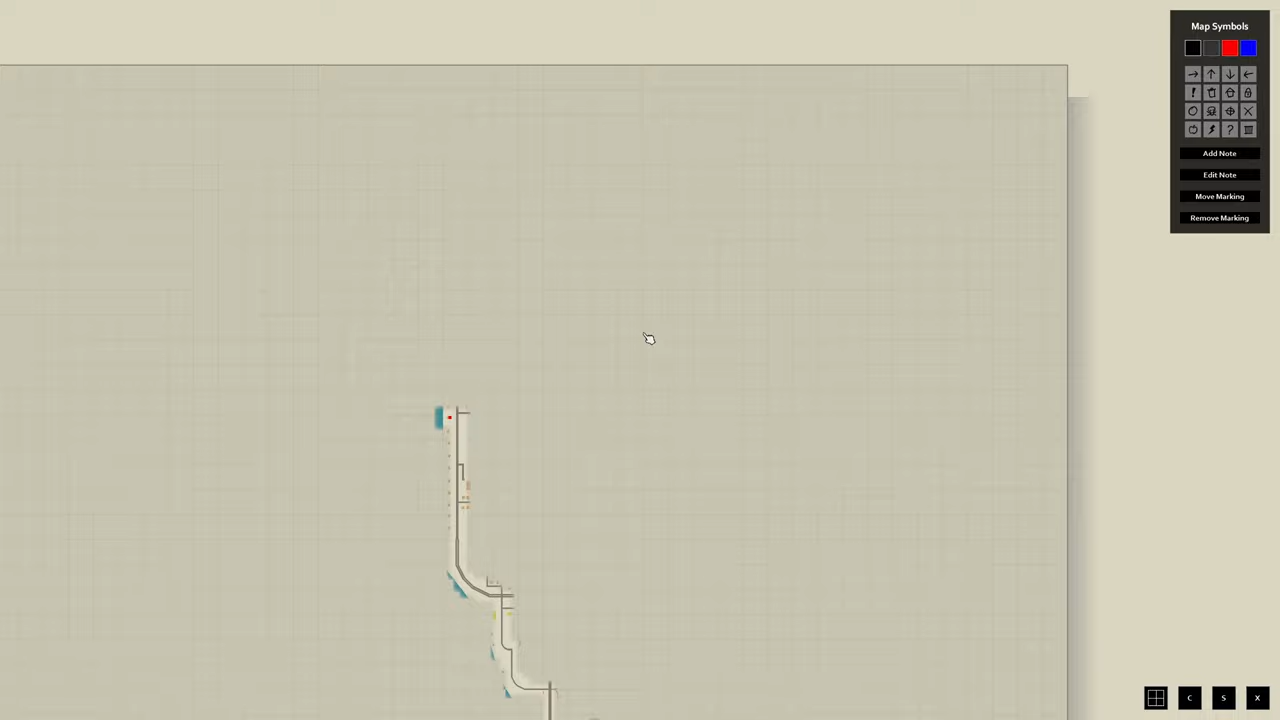 Map Symbols
! 
?
Add Note
Edit Note
Move Marking
Remove Marking
C S X